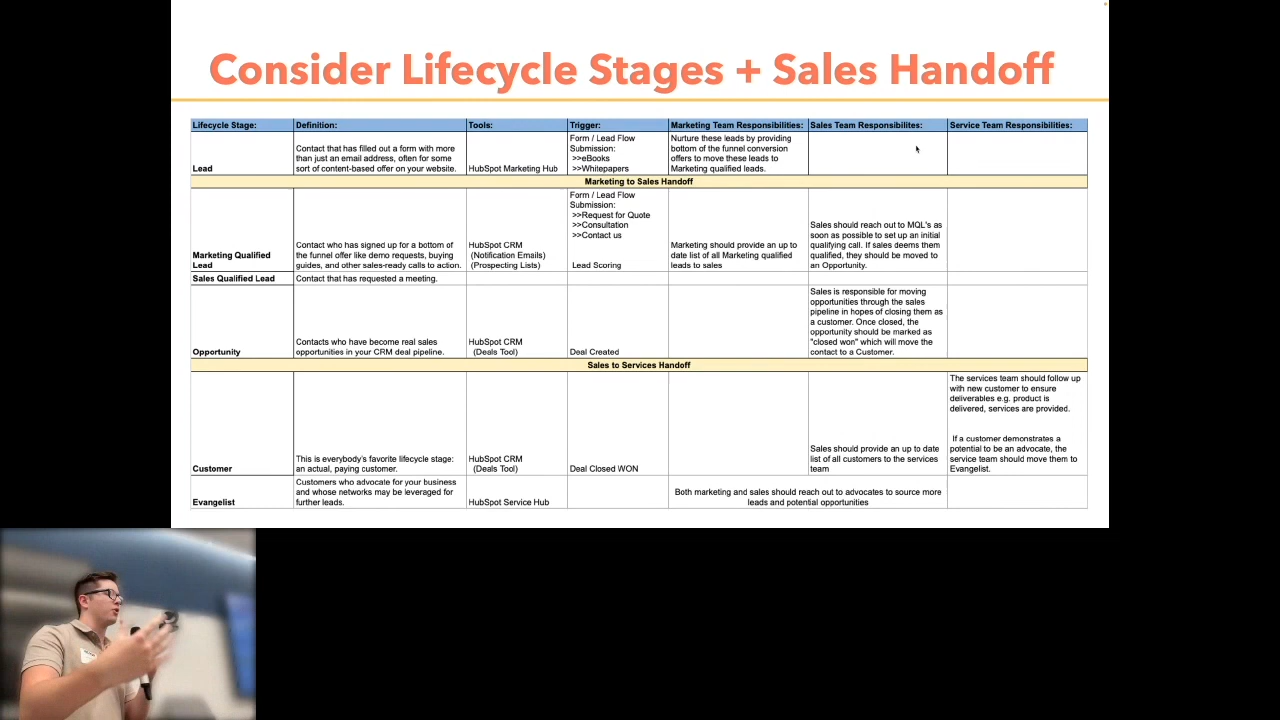 Consider Lifecycle Stages + Sales Handoff
Lifecycle Stage:
Definition:
Tools:
Trigger:
Marketing Team Responsibilities:
Sales Team Responsibilites:
Service Team Responsibilities:
Lead
Contact that has filled out a form with more
than just an email address, often for some
sort of content-based offer on your website.
HubSpot Marketing Hub
Form / Lead Flow
Submission:
>>eBooks
>>Whitepapers
Nurture these leads by providing
bottom of the funnel conversion
offers to move these leads to
Marketing qualified leads.
Marketing to Sales Handoff
Marketing Qualified
Lead
Contact who has signed up for a bottom of
the funnel offer like demo requests, buying
guides, and other sales-ready calls to action.
HubSpot CRM
(Notification Emails)
(Prospecting Lists)
Form / Lead Flow
Submission:
>>Request for Quote
>>Consultation
>>Contact us
Lead Scoring
Marketing should provide an up to
date list of all Marketing qualified
leads to sales
Sales should reach out to MQL's as
soon as possible to set up an initial
qualifying call. If sales deems them
qualified, they should be moved to
an Opportunity.
Sales Qualified Lead
Contact that has requested a meeting.
Opportunity
Contacts who have become real sales
opportunities in your CRM deal pipeline.
HubSpot CRM
(Deals Tool)
Deal Created
Sales is responsible for moving
opportunities through the sales
pipeline in hopes of closing them as
a customer. Once closed, the
opportunity should be marked as
"closed won" which will move the
contact to a Customer.
Sales to Services Handoff
Customer
This is everybody's favorite lifecycle stage:
an actual, paying customer.
HubSpot CRM
(Deals Tool)
Deal Closed WON
Sales should provide an up to date
list of all customers to the services
team
The services team should follow up
with new customer to ensure
deliverables e.g. product is
delivered, services are provided.
If a customer demonstrates a
potential to be an advocate, the
service team should move them to
Evangelist.
Evangelist
Customers who advocate for your business
and whose networks may be leveraged for
further leads.
HubSpot Service Hub
Both marketing and sales should reach out to advocates to source more
leads and potential opportunities